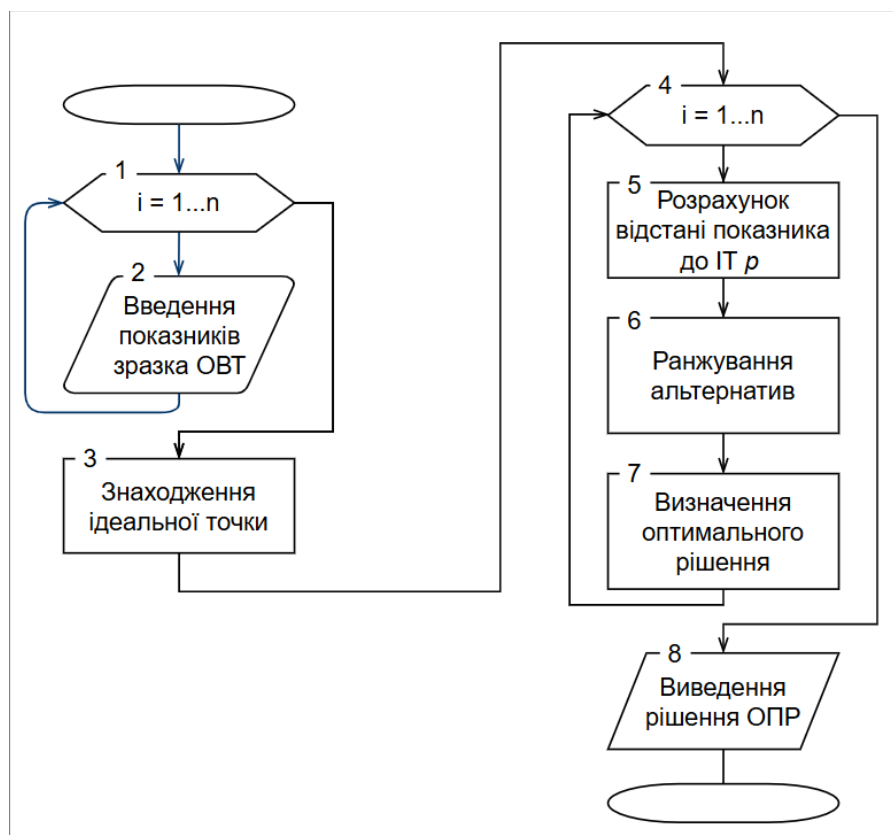 1
i = 1...n
2
Введення
показників
зразка ОВТ
3
Знаходження
ідеальної точки
4
i = 1...n
5
Розрахунок
відстані показника
до ІТ p
6
Ранжування
альтернатив
7
Визначення
оптимального
рішення
8
Виведення
рішення ОПР